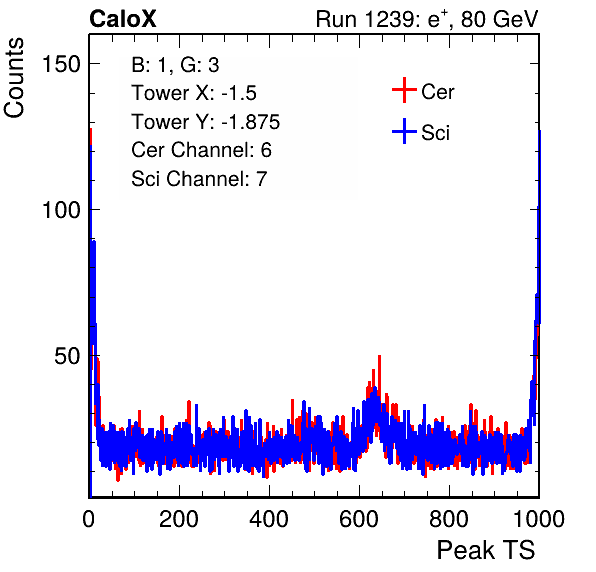 CaloX Run 1239: e⁺, 80 GeV
Counts
150
100
50
B: 1, G: 3
Tower X: -1.5
Tower Y: -1.875
Cer Channel: 6
Sci Channel: 7
Cer
Sci
0 200 400 600 800 1000
Peak TS